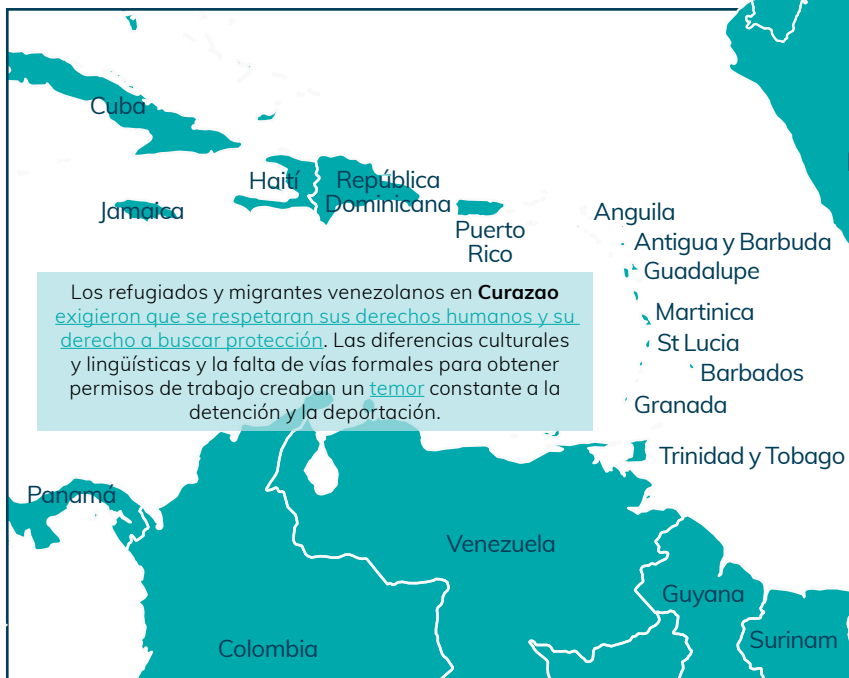 Cuba
Haití
República
Dominicana
Jamaica
Puerto
Rico
Anguila
Antigua y Barbuda
Guadalupe
Martinica
St Lucia
Barbados
Granada
Trinidad y Tobago
Los refugiados y migrantes venezolanos en Curazao
exigieron que se respetaran sus derechos humanos y su
derecho a buscar protección. Las diferencias culturales
y lingüísticas y la falta de vías formales para obtener
permisos de trabajo creaban un temor constante a la
detención y la deportación.
Panamá
Venezuela
Guyana
Colombia
Surinam